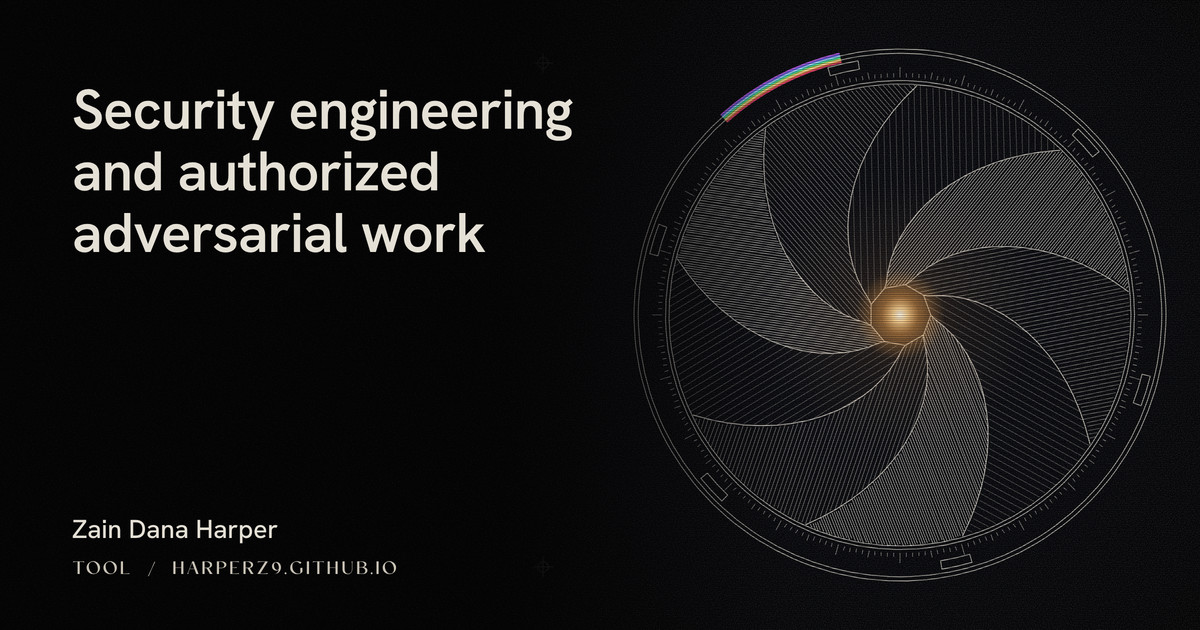 Security engineering
and authorized
adversarial work
Zain Dana Harper
TOOL / HARPERZ9.GITHUB.IO